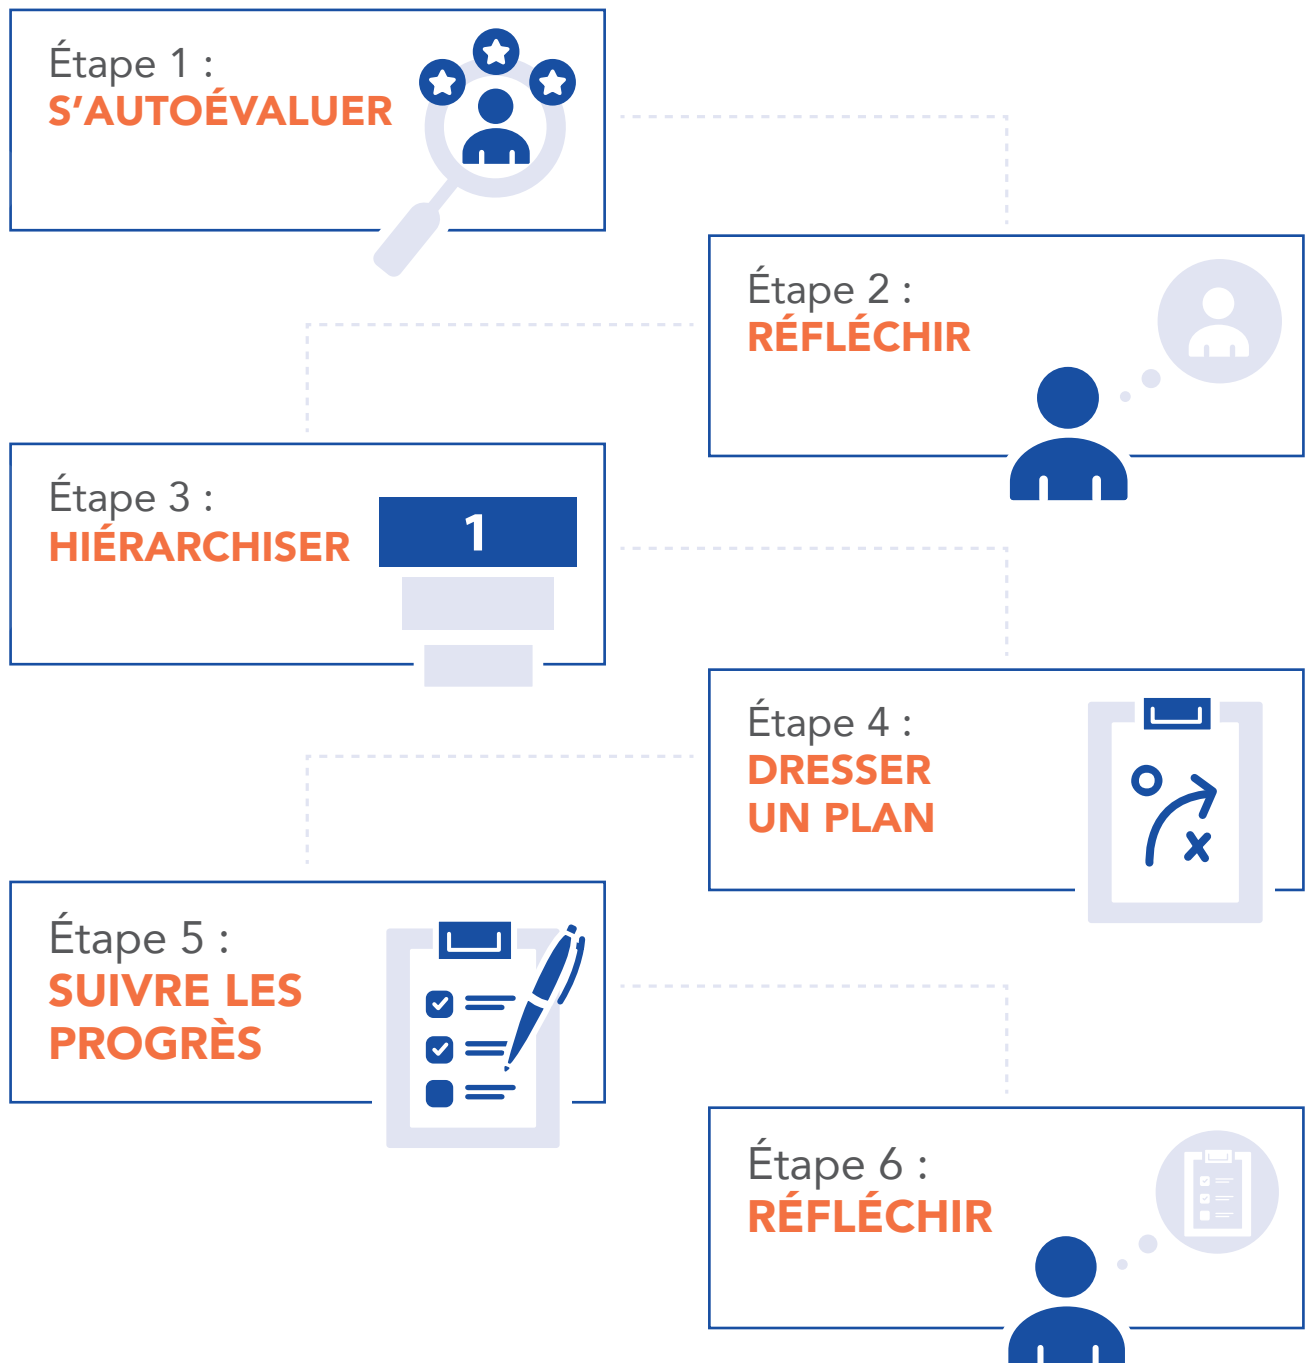 Étape 1 :
S’AUTOÉVALUER
Étape 2 :
RÉFLÉCHIR
Étape 3 :
HIÉRARCHISER
1
Étape 4 :
DRESSER
UN PLAN
Étape 5 :
SUIVRE LES
PROGRÈS
Étape 6 :
RÉFLÉCHIR